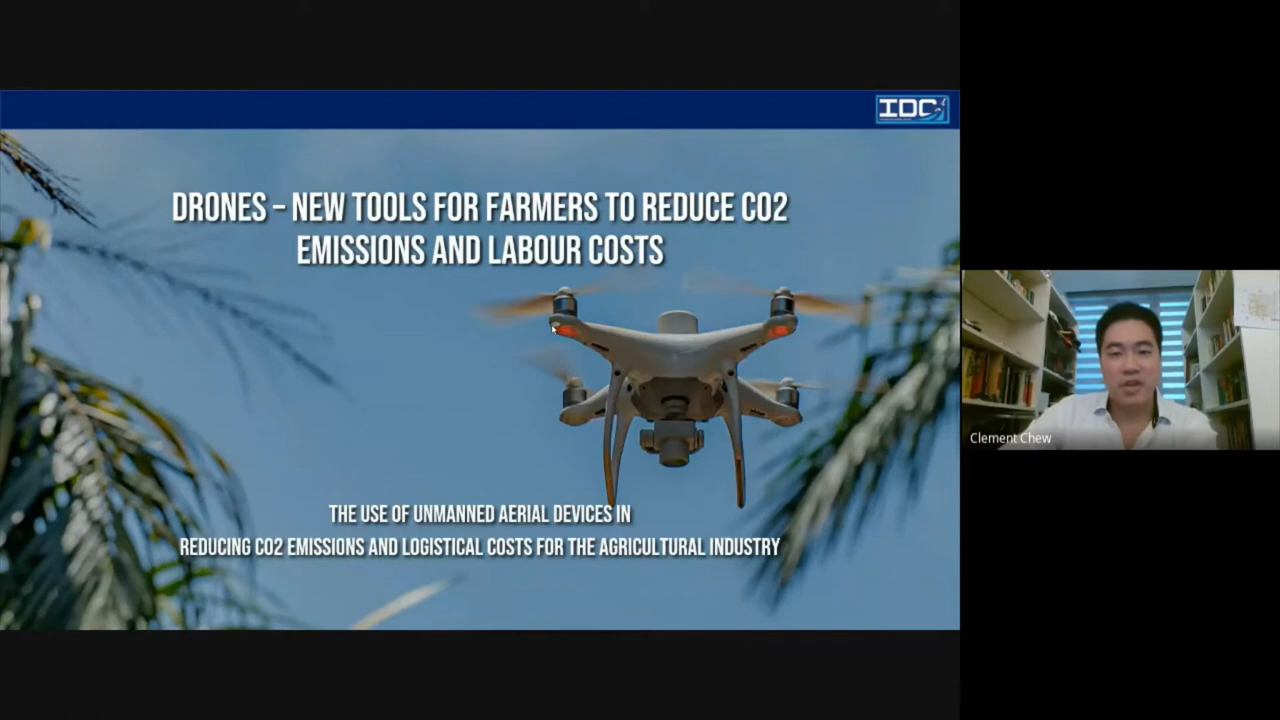 IDC
DRONES – NEW TOOLS FOR FARMERS TO REDUCE CO2
EMISSIONS AND LABOUR COSTS
THE USE OF UNMANNED AERIAL DEVICES IN
REDUCING CO2 EMISSIONS AND LOGISTICAL COSTS FOR THE AGRICULTURAL INDUSTRY
Clement Chew